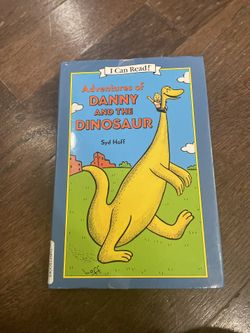 I Can Read!
Adventures of
DANNY
AND THE
DINOSAUR
Syd Hoff